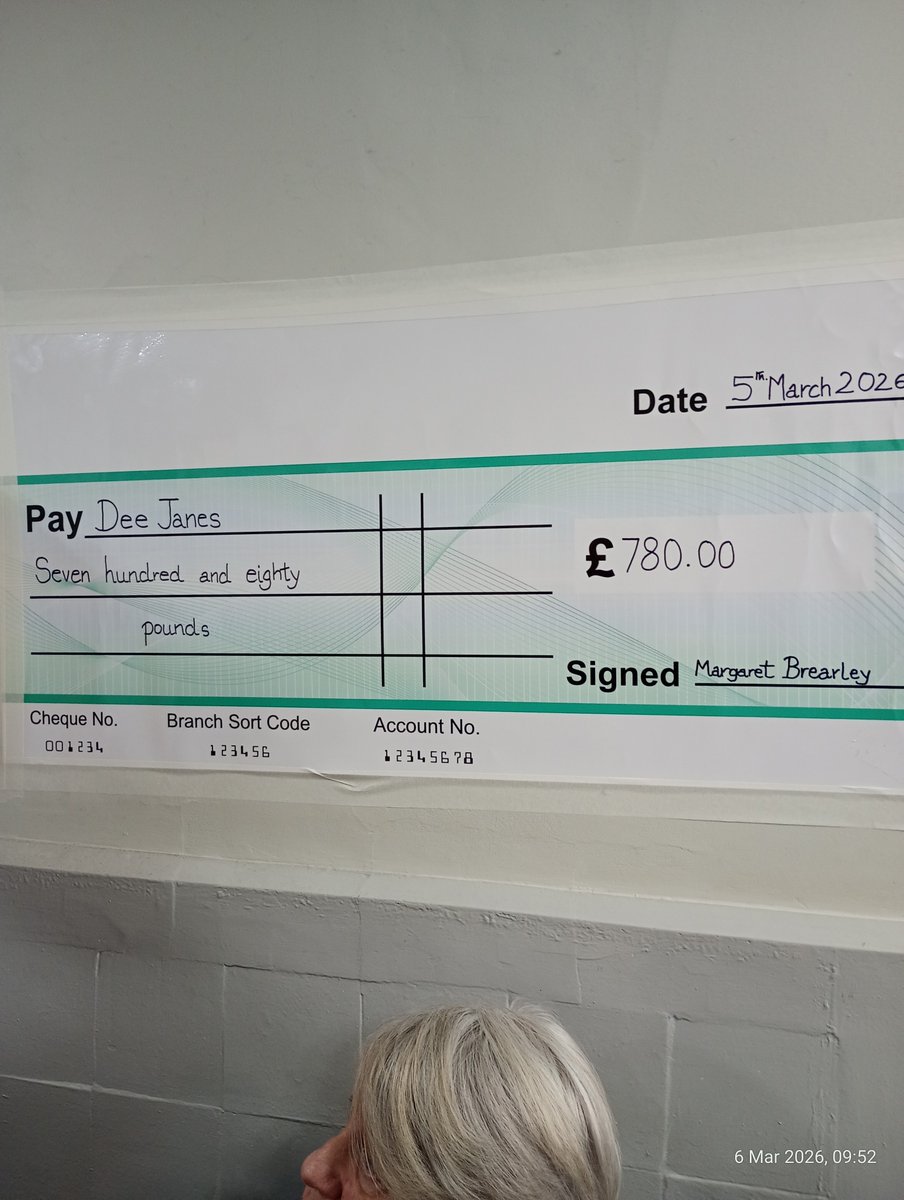 Date 5th March 2026
Pay Dee Janes
Seven hundred and eighty
£780.00
pounds
Signed Margaret Brearley
Cheque No. Branch Sort Code Account No.
001234 123456 12345678
6 Mar 2026, 09:52